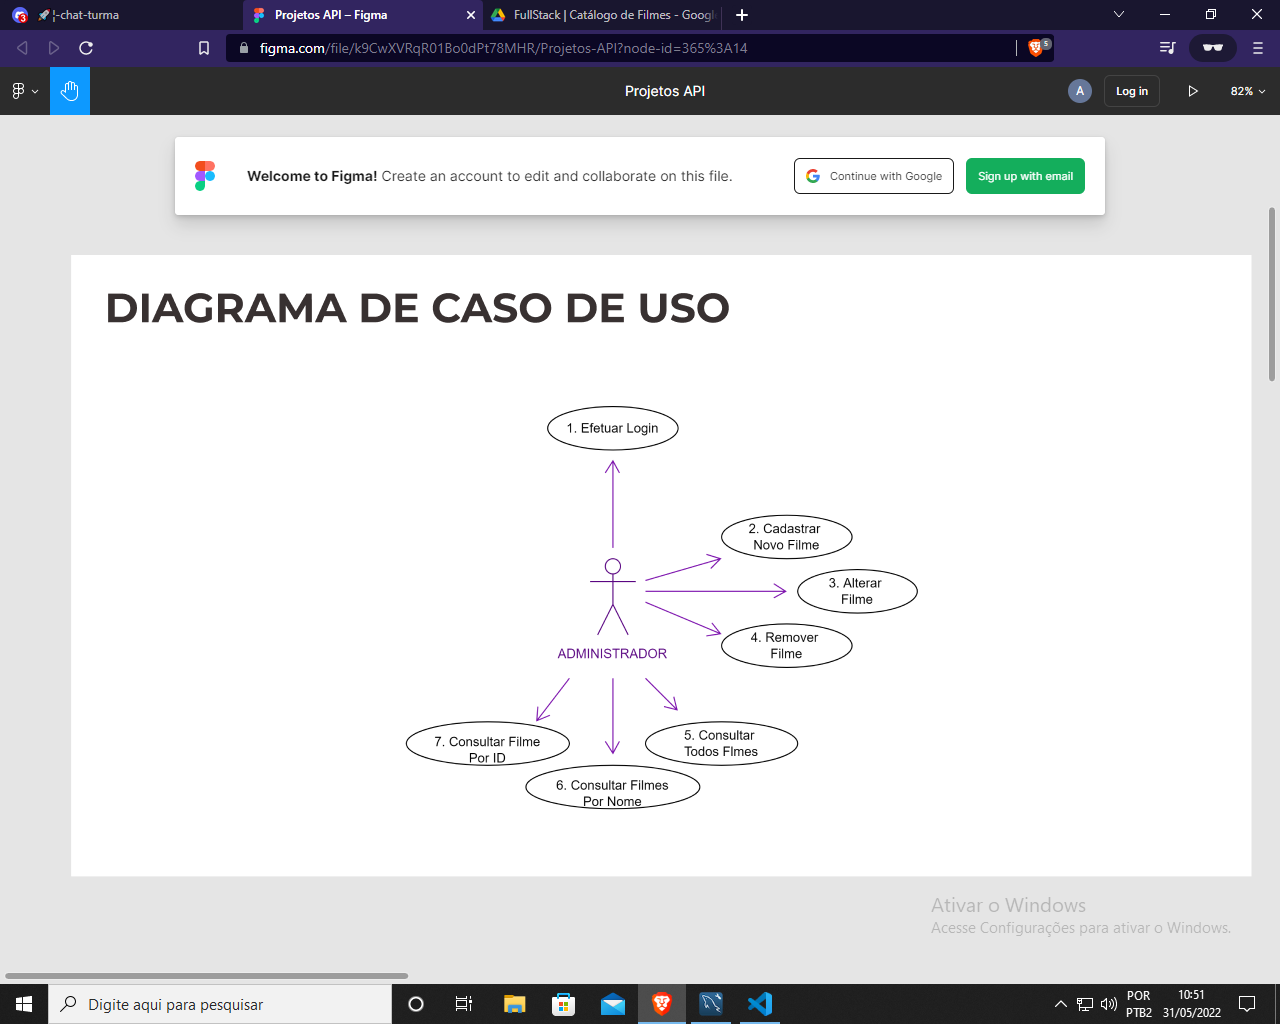 3
¦-chat-turma
Projetos API – Figma
FullStack | Catálogo de Filmes - Googl
figma.com/file/k9CwXVRqR01Bo0dPt78MHR/Projetos-API?node-id=365%3A14
5
Projetos API
A
Log in
82%
Welcome to Figma! Create an account to edit and collaborate on this file.
Continue with Google
Sign up with email
DIAGRAMA DE CASO DE USO
1. Efetuar Login
2. Cadastrar
Novo Filme
3. Alterar
Filme
4. Remover
Filme
ADMINISTRADOR
5. Consultar
Todos Flmes
7. Consultar Filme
Por ID
6. Consultar Filmes
Por Nome
Ativar o Windows
Acesse Configurações para ativar o Windows.
Digite aqui para pesquisar
POR
PTB2
10:51
31/05/2022